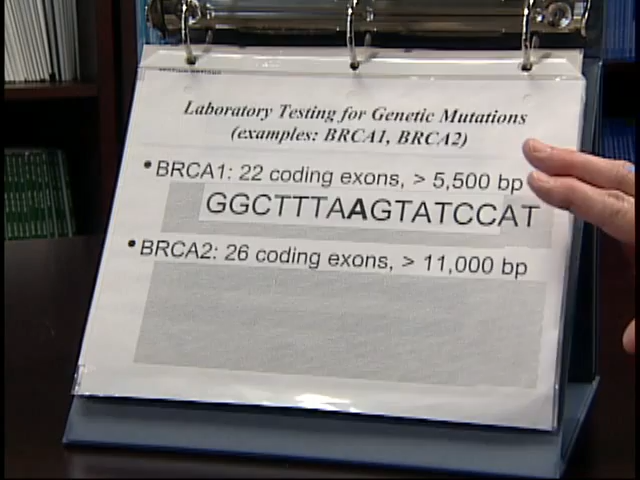 Laboratory Testing for Genetic Mutations
(examples: BRCA1, BRCA2)
• BRCA1: 22 coding exons, > 5,500 bp
GGCTTTAAGTATCCAT
• BRCA2: 26 coding exons, > 11,000 bp